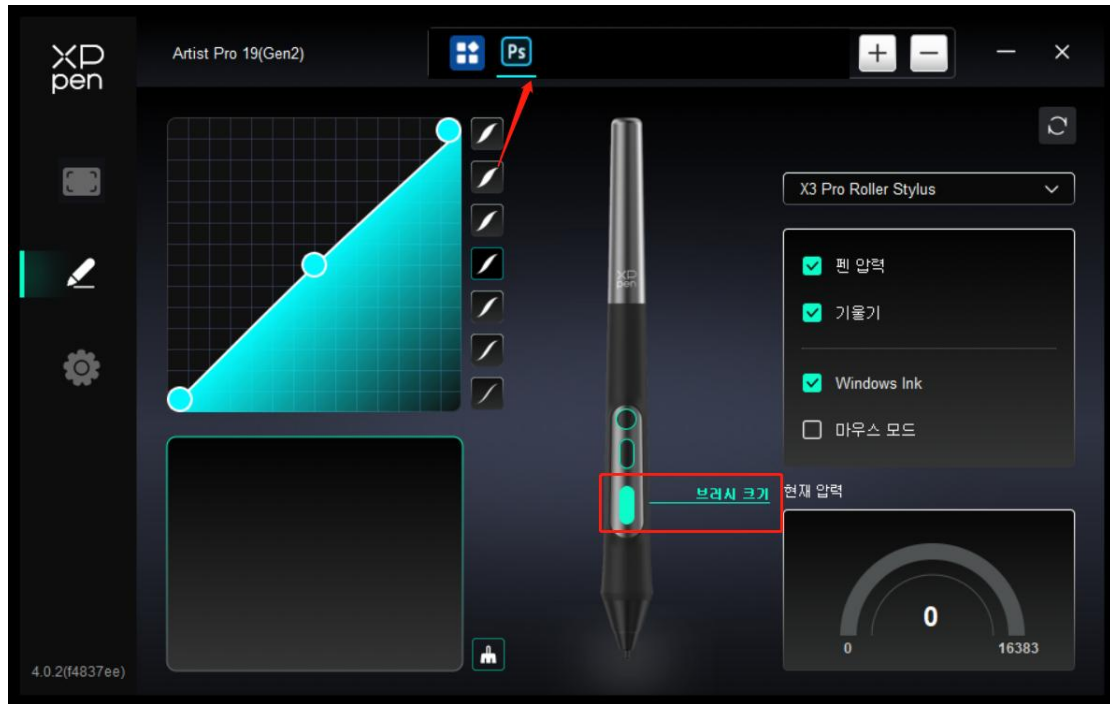 XP
pen
Artist Pro 19(Gen2)
Ps
X3 Pro Roller Stylus
펜 압력
기울기
Windows Ink
마우스 모드
XP
pen
브러시 크기
현재 압력
0
0
16383
4.0.2(f4837ee)